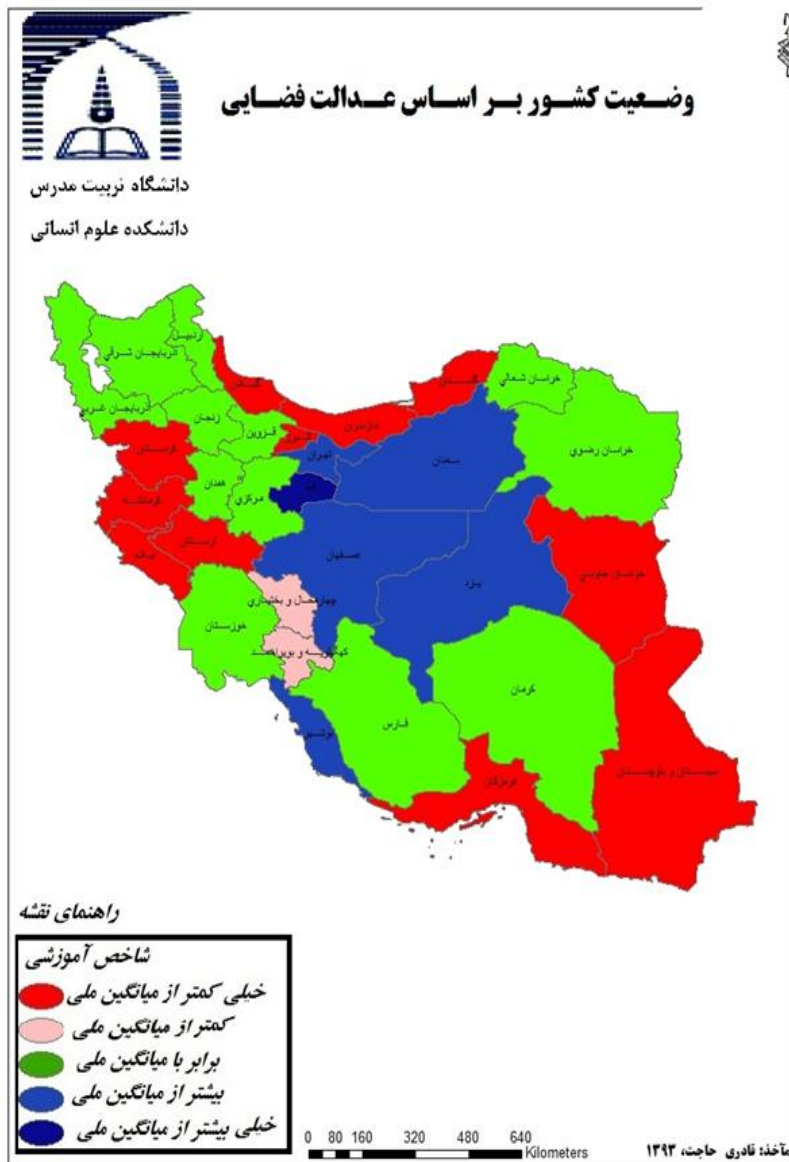 وضعیت کشور بر اساس عدالت فضایی
دانشگاه تربیت مدرس
دانشکده علوم انسانی
اردبیل
آذربایجان شرقی
آذربایجان غربی
گیلان
زنجان
قزوین
مازندران
گلستان
خراسان شمالی
خراسان رضوی
سمنان
تهران
البرز
قم
کردستان
همدان
مرکزی
کرمانشاه
لرستان
اصفهان
یزد
خراسان جنوبی
چهارمحال و بختیاری
خوزستان
کهگیلویه و بویراحمد
کرمان
فارس
بوشهر
سیستان و بلوچستان
هرمزگان
راهنمای نقشه
شاخص آموزشی
خیلی کمتر از میانگین ملی
کمتر از میانگین ملی
برابر با میانگین ملی
بیشتر از میانگین ملی
خیلی بیشتر از میانگین ملی
0 80 160 320 480 640
Kilometers
مآخذ: قادری حاجت، ۱۳۹۳